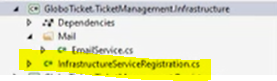 GloboTicket.TicketManagement.Infrastructure
Dependencies
Mail
C# EmailService.cs
C# InfrastructureServiceRegistration.cs